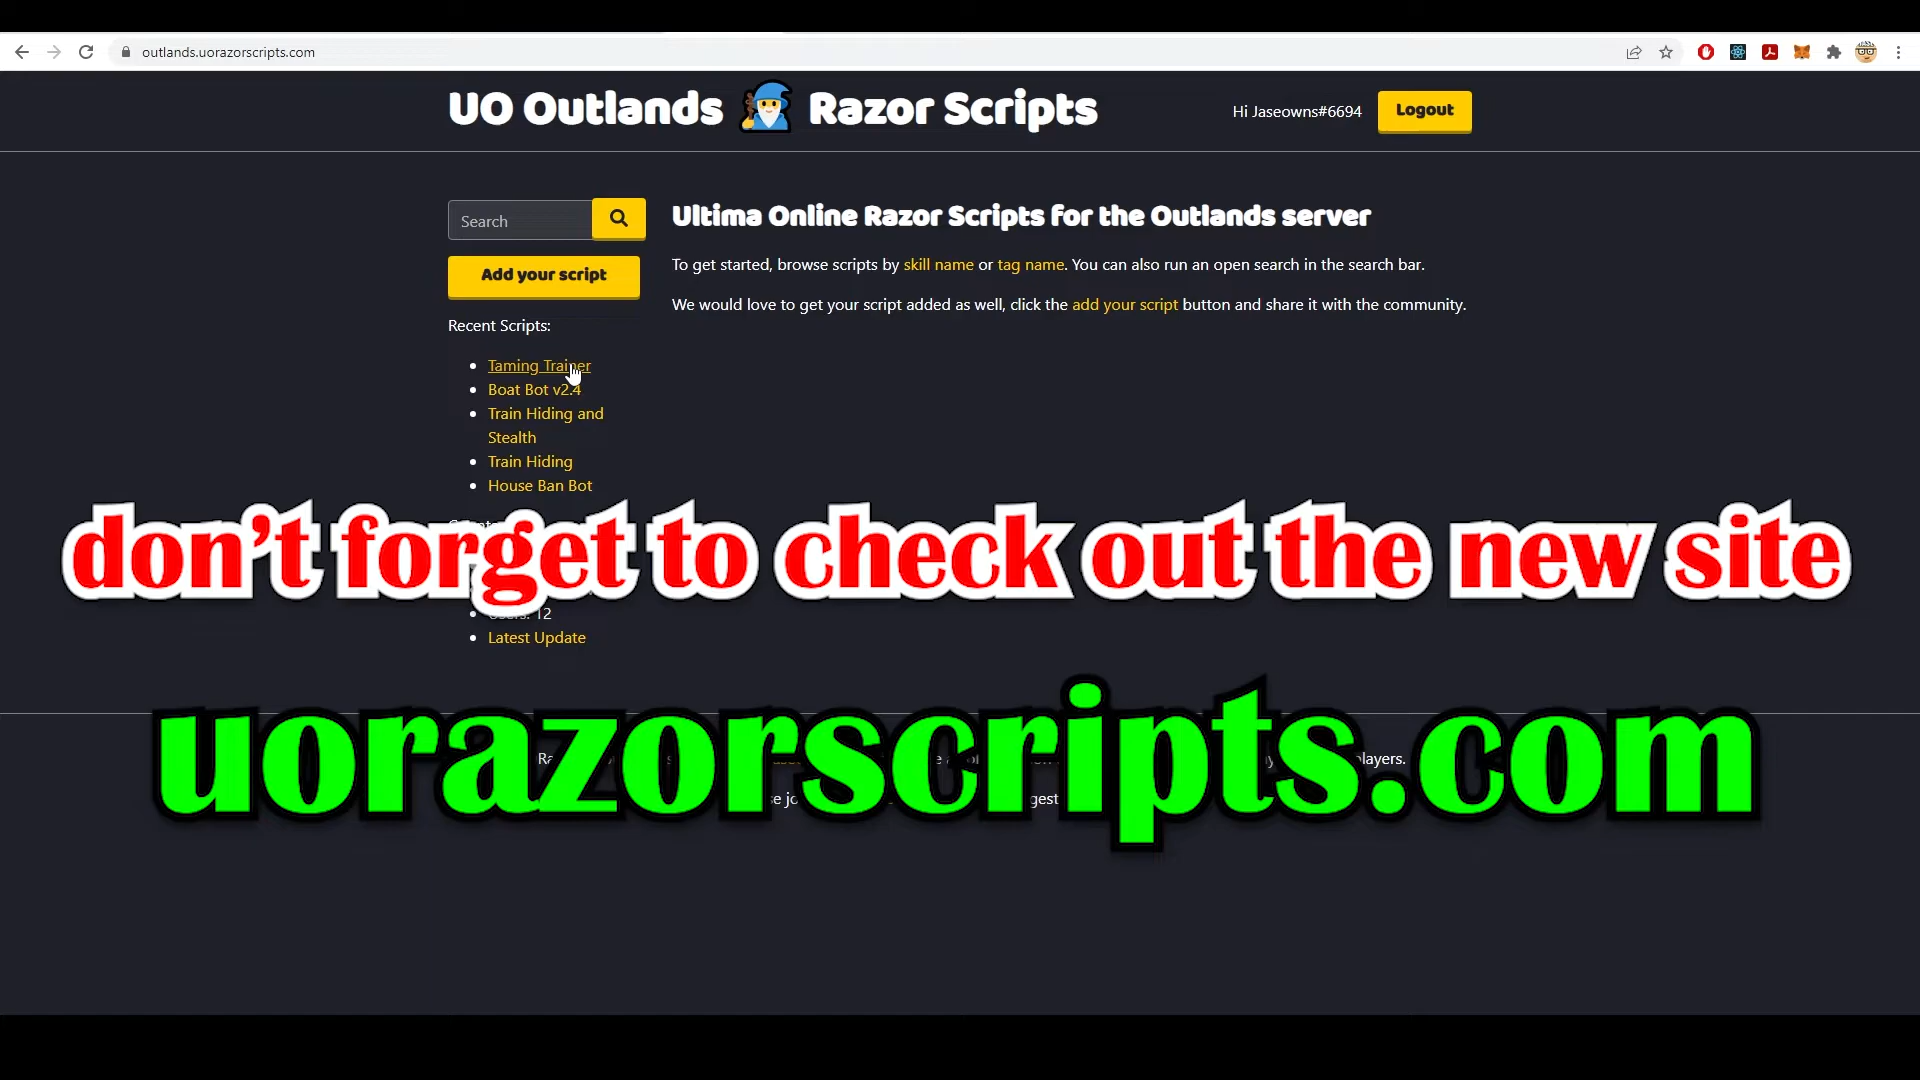 outlands.uorazorscripts.com
UO Outlands Razor Scripts
Hi Jaseowns#6694
Logout
Search
Add your script
Recent Scripts:
Taming Trainer
Boat Bot v2.4
Train Hiding and
Stealth
Train Hiding
House Ban Bot
Ultima Online Razor Scripts for the Outlands server
To get started, browse scripts by skill name or tag name. You can also run an open search in the search bar.
We would love to get your script added as well, click the add your script button and share it with the community.
don't forget to check out the new site
Users: 12
Latest Update
uorazorscripts.com